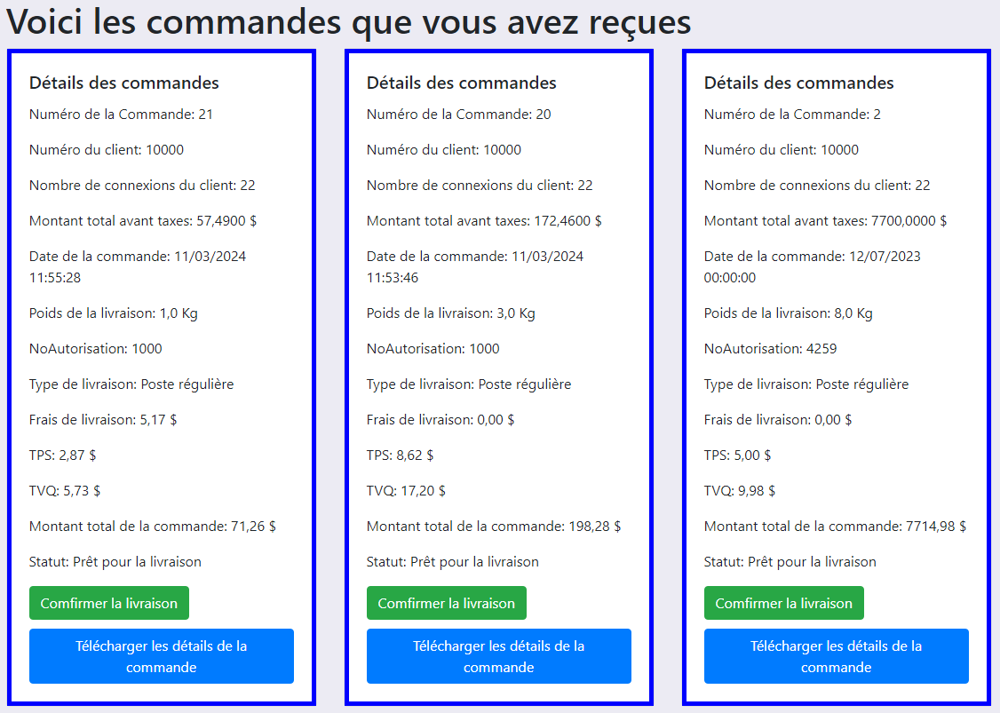 Voici les commandes que vous avez reçues
Détails des commandes
Numéro de la Commande: 21
Numéro du client: 10000
Nombre de connexions du client: 22
Montant total avant taxes: 57,4900 $
Date de la commande: 11/03/2024
11:55:28
Poids de la livraison: 1,0 Kg
NoAutorisation: 1000
Type de livraison: Poste régulière
Frais de livraison: 5,17 $
TPS: 2,87 $
TVQ: 5,73 $
Montant total de la commande: 71,26 $
Statut: Prêt pour la livraison
Comfirmer la livraison
Télécharger les détails de la
commande
Détails des commandes
Numéro de la Commande: 20
Numéro du client: 10000
Nombre de connexions du client: 22
Montant total avant taxes: 172,4600 $
Date de la commande: 11/03/2024
11:53:46
Poids de la livraison: 3,0 Kg
NoAutorisation: 1000
Type de livraison: Poste régulière
Frais de livraison: 0,00 $
TPS: 8,62 $
TVQ: 17,20 $
Montant total de la commande: 198,28 $
Statut: Prêt pour la livraison
Comfirmer la livraison
Télécharger les détails de la
commande
Détails des commandes
Numéro de la Commande: 2
Numéro du client: 10000
Nombre de connexions du client: 22
Montant total avant taxes: 7700,0000 $
Date de la commande: 12/07/2023
00:00:00
Poids de la livraison: 8,0 Kg
NoAutorisation: 4259
Type de livraison: Poste régulière
Frais de livraison: 0,00 $
TPS: 5,00 $
TVQ: 9,98 $
Montant total de la commande: 7714,98 $
Statut: Prêt pour la livraison
Comfirmer la livraison
Télécharger les détails de la
commande